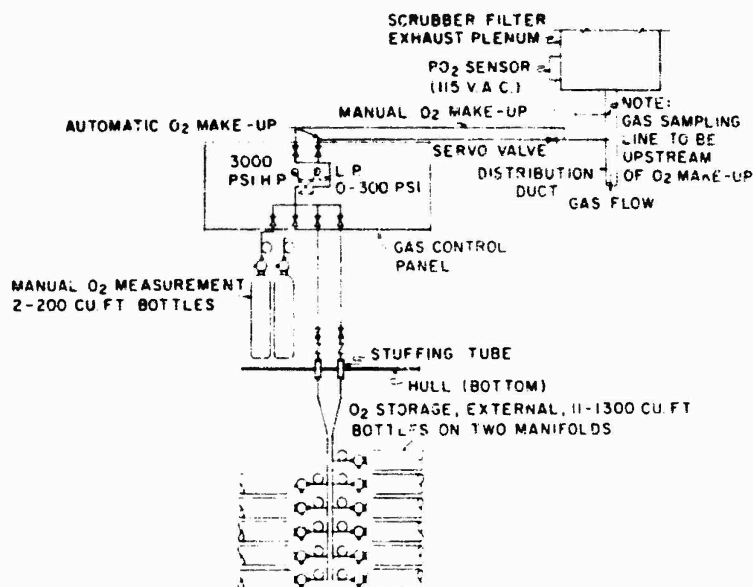 SCRUBBER FILTER
EXHAUST PLENUM
PO2 SENSOR
(115 V.A.C.)
MANUAL O2 MAKE-UP
AUTOMATIC O2 MAKE-UP
NOTE:
GAS SAMPLING
LINE TO BE
UPSTREAM
OF O2 MAKE-UP
SERVO VALVE
DISTRIBUTION
DUCT
GAS FLOW
3000
PSI H.P.
L.P.
0-300 PSI
GAS CONTROL
PANEL
MANUAL O2 MEASUREMENT
2-200 CU. FT BOTTLES
STUFFING TUBE
HULL (BOTTOM)
O2 STORAGE, EXTERNAL, 11-1300 CU. FT
BOTTLES ON TWO MANIFOLDS